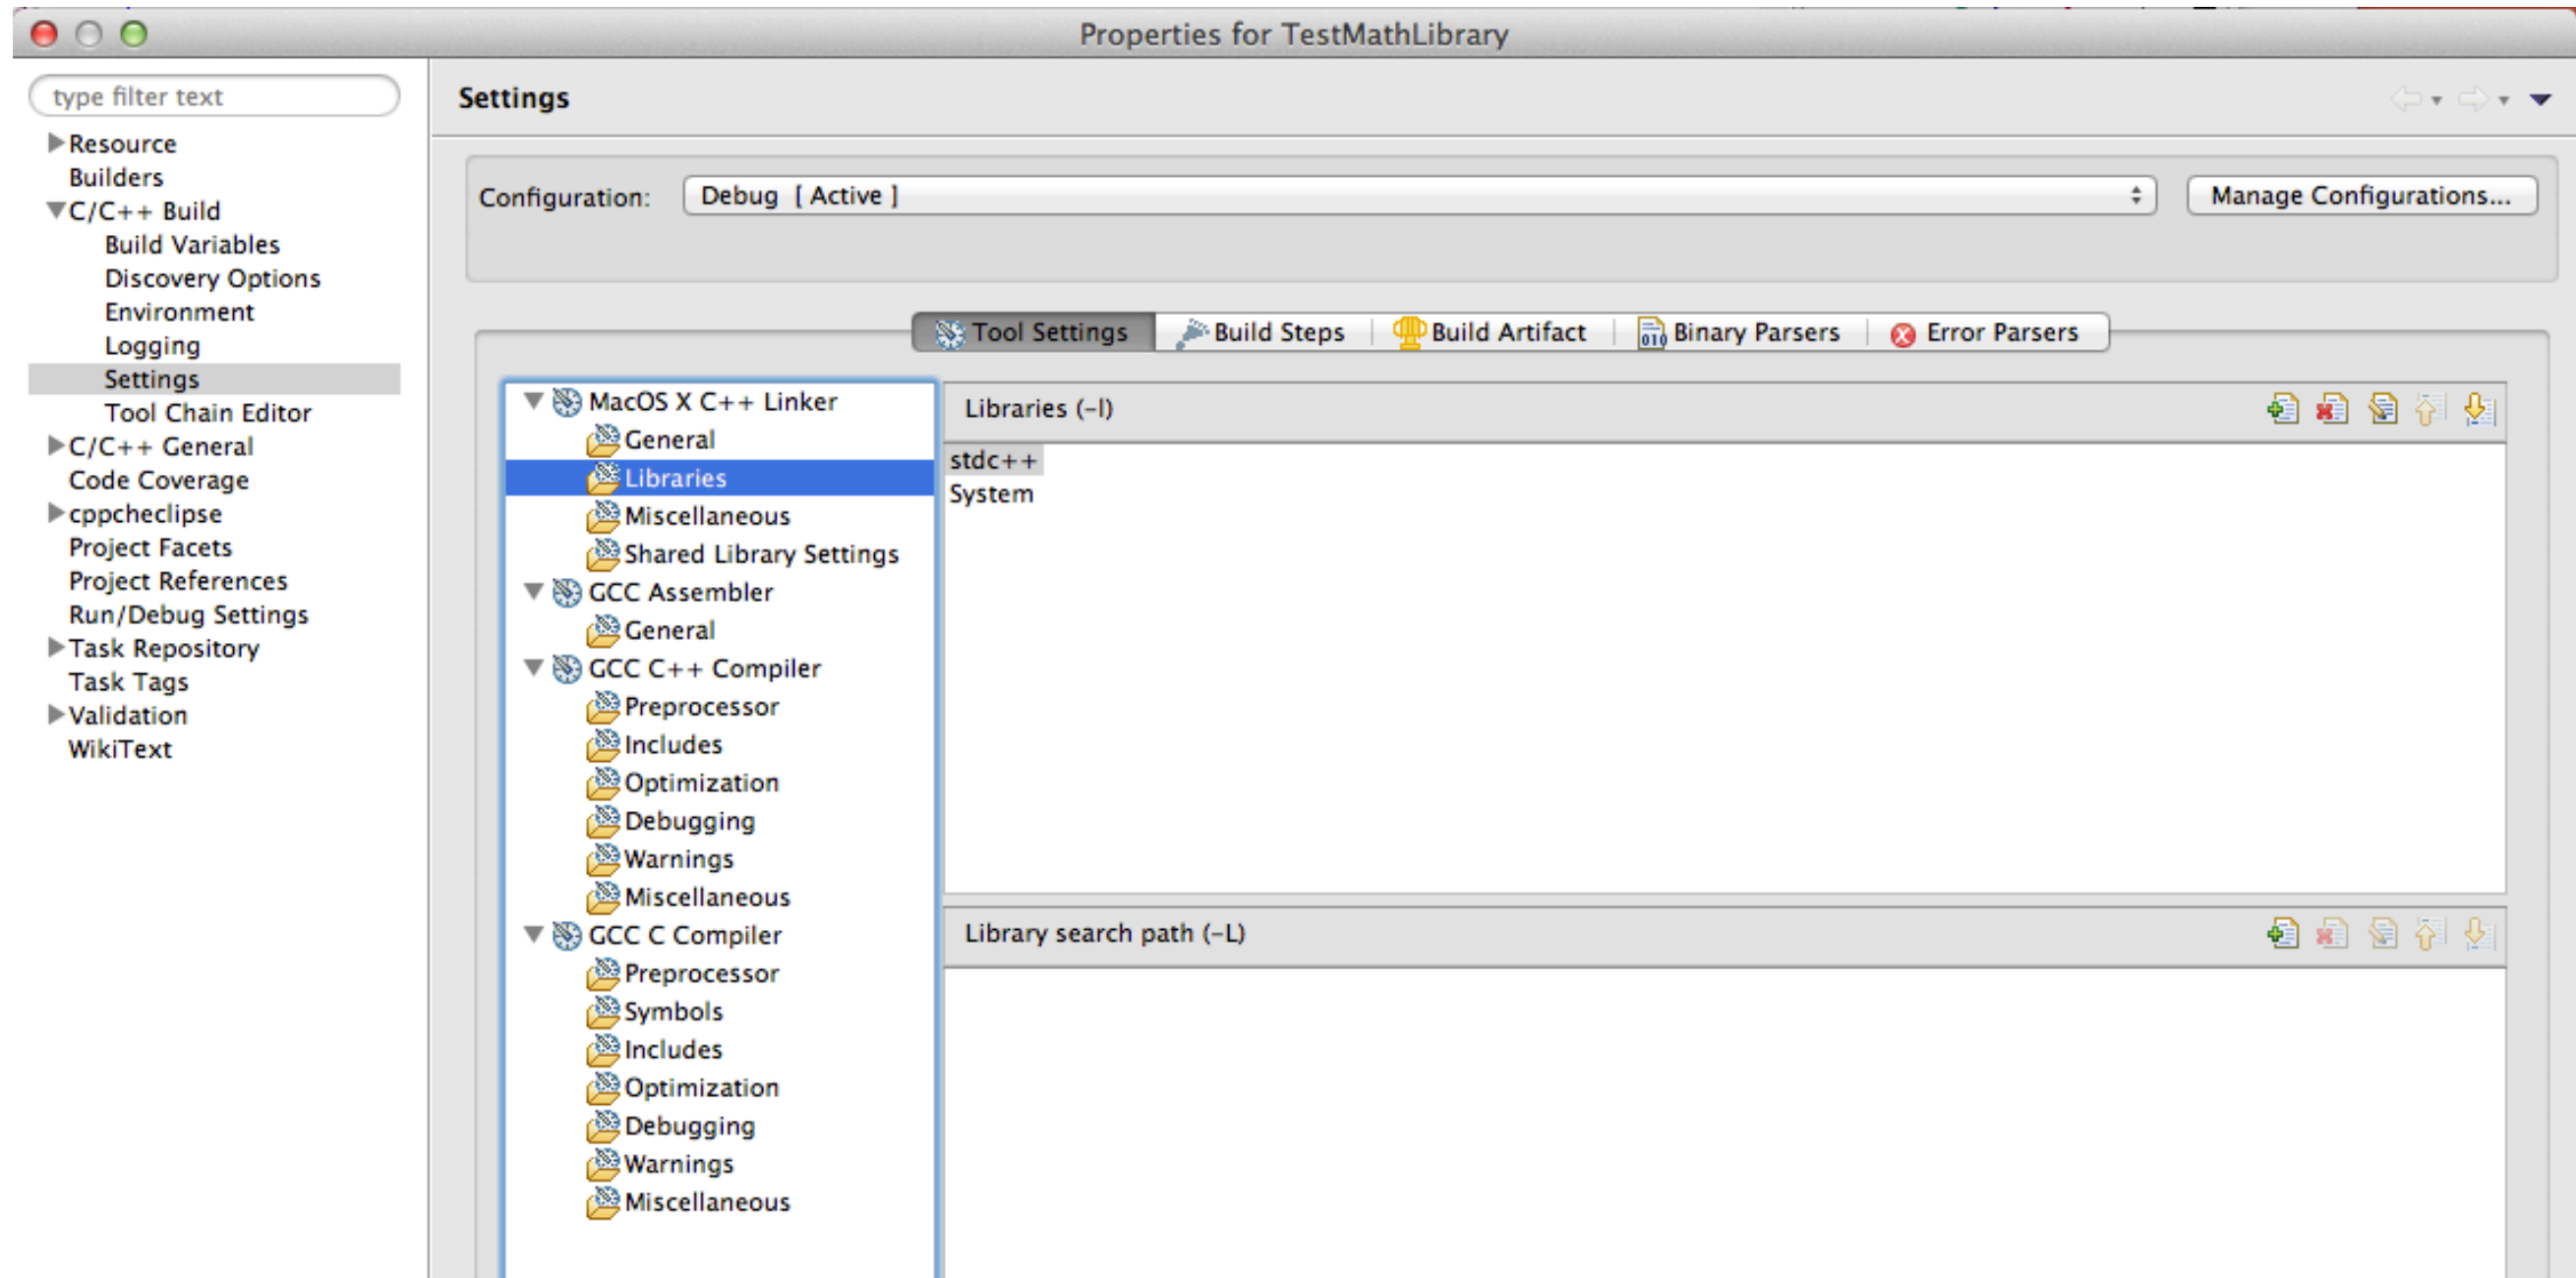 Properties for TestMathLibrary
type filter text
Resource
Builders
C/C++ Build
Build Variables
Discovery Options
Environment
Logging
Settings
Tool Chain Editor
C/C++ General
Code Coverage
cppcheclipse
Project Facets
Project References
Run/Debug Settings
Task Repository
Task Tags
Validation
WikiText
Settings
Configuration: Debug [ Active ] Manage Configurations...
Tool Settings Build Steps Build Artifact 010 Binary Parsers Error Parsers
MacOS X C++ Linker
General
Libraries
Miscellaneous
Shared Library Settings
GCC Assembler
General
GCC C++ Compiler
Preprocessor
Includes
Optimization
Debugging
Warnings
Miscellaneous
GCC C Compiler
Preprocessor
Symbols
Includes
Optimization
Debugging
Warnings
Miscellaneous
Libraries (-l)
stdc++
System
Library search path (-L)